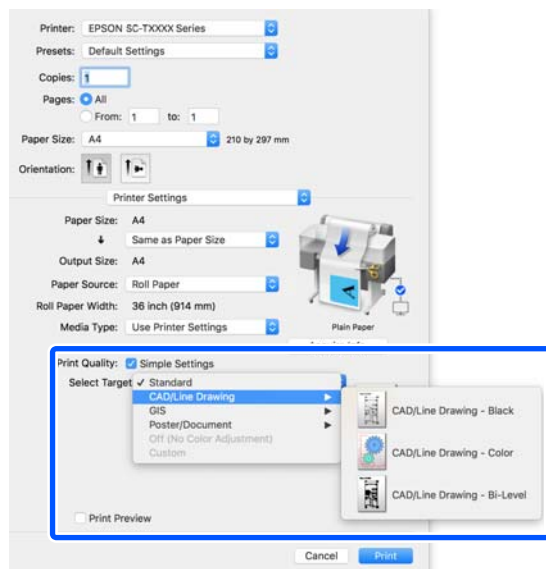 Printer: EPSON SC-TXXXX Series
Presets: Default Settings
Copies: 1
Pages: All
From: 1 to: 1
Paper Size: A4 210 by 297 mm
Orientation:
Printer Settings
Paper Size: A4
Same as Paper Size
Output Size: A4
Paper Source: Roll Paper
Roll Paper Width: 36 inch (914 mm)
Media Type: Use Printer Settings
Plain Paper
Print Quality: Simple Settings
Select Target ✓ Standard
CAD/Line Drawing
GIS
Poster/Document
Off (No Color Adjustment)
Custom
CAD/Line Drawing - Black
CAD/Line Drawing - Color
CAD/Line Drawing - Bi-Level
Print Preview
Cancel Print